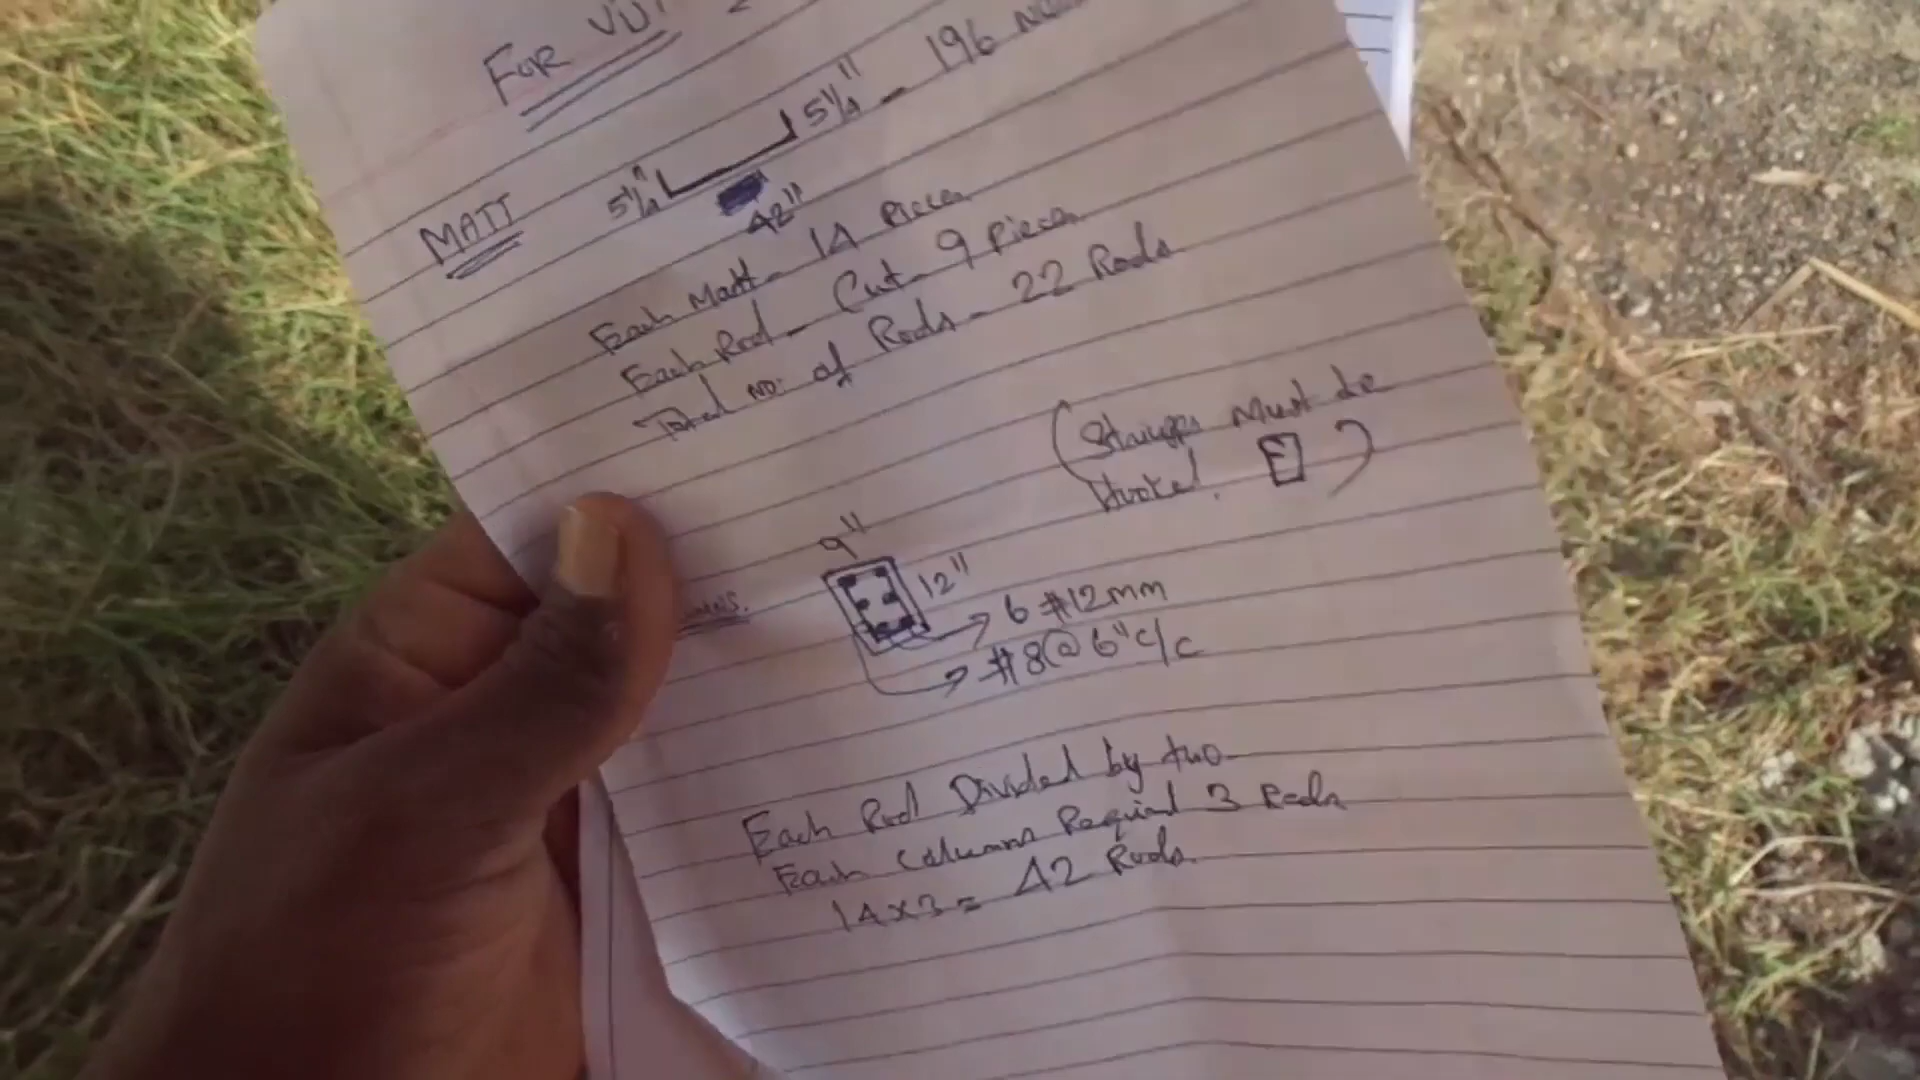 FOR
5¼" - 196
MATT
5¼"
42"
Each Matt - 14 Pieces
Each Rod - Cut - 9 Pieces
Total No: of Rods - 22 Rods
(Stirrups Must be
Hooked. )
9"
12"
6 #12mm
#8@6"c/c
Each Rod Divided by two
Each Columns Required 3 Rods
14x3 = 42 Rods.